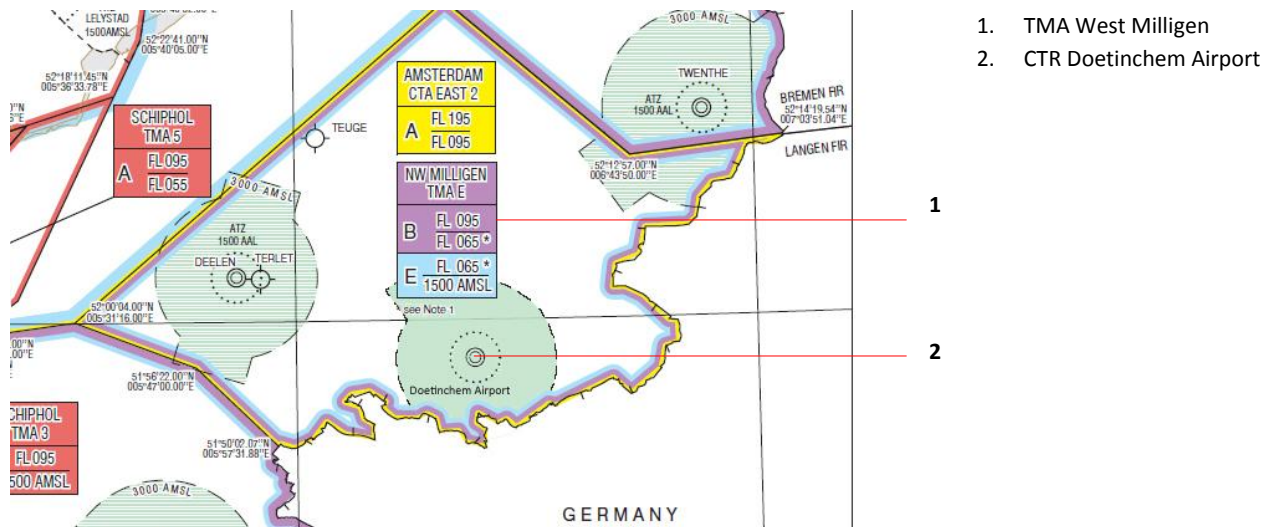 LELYSTAD
1500AMSL
52°22'41.00"N
005°40'05.00"E
52°18'11.45"N
005°36'33.78"E
SCHIPHOL
TMA 5
A FL 095
FL 055
TEUGE
AMSTERDAM
CTA EAST 2
A FL 195
FL 095
NW MILLIGEN
TMA E
B FL 095
FL 065*
E FL 065*
1500 AMSL
see Note 1
3000 AMSL
TWENTHE
ATZ
1500 AAL
BREMEN FIR
52°14'19.54"N
007°03'51.04"E
LANGEN FIR
52°12'57.00"N
006°43'50.00"E
3000 AMSL
ATZ
1500 AAL
DEELEN
TERLET
52°00'04.00"N
005°31'16.00"E
51°56'22.00"N
005°47'00.00"E
Doetinchem Airport
51°50'02.07"N
005°57'31.88"E
CHIPHOL
TMA 3
FL 095
500 AMSL
3000 AMSL
GERMANY
1
2
1. TMA West Milligen
2. CTR Doetinchem Airport